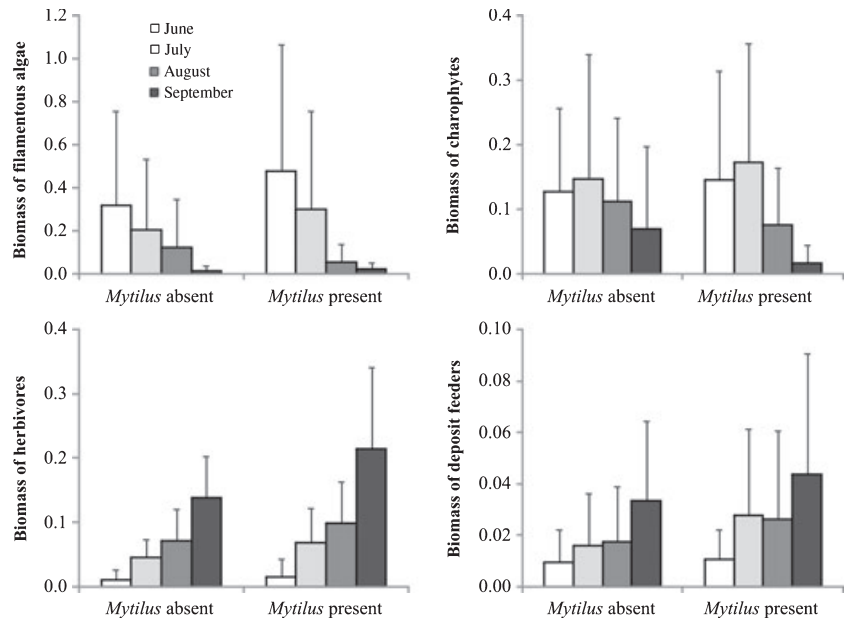 Biomass of filamentous algae
1.2
1.0
0.8
0.6
0.4
0.2
0.0
June
July
August
September
Mytilus absent
Mytilus present
Biomass of charophytes
0.4
0.3
0.2
0.1
0.0
Mytilus absent
Mytilus present
Biomass of herbivores
0.4
0.3
0.2
0.1
0.0
Mytilus absent
Mytilus present
Biomass of deposit feeders
0.10
0.08
0.06
0.04
0.02
0.00
Mytilus absent
Mytilus present